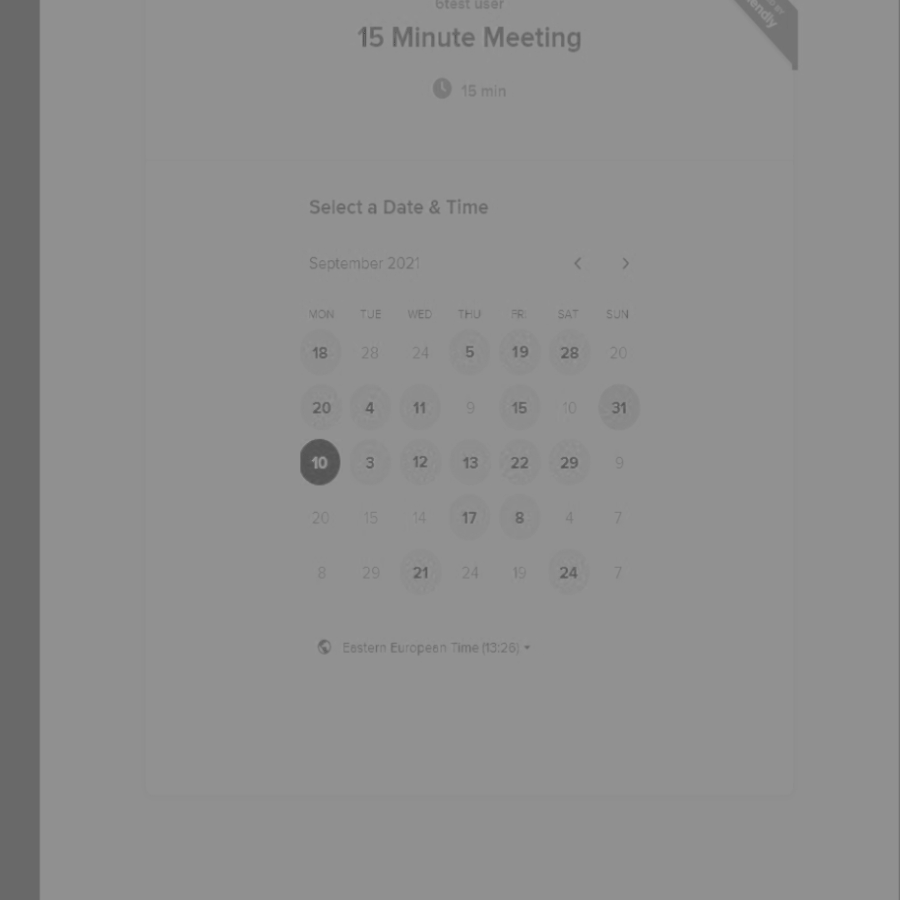 6test user
15 Minute Meeting
15 min
endly
Select a Date & Time
September 2021
MON TUE WED THU FRI SAT SUN
18 28 24 5 19 28 20
20 4 11 9 15 10 31
10 3 12 13 22 29 9
20 15 14 17 8 4 7
8 29 21 24 19 24 7
Eastern European Time (13:26)